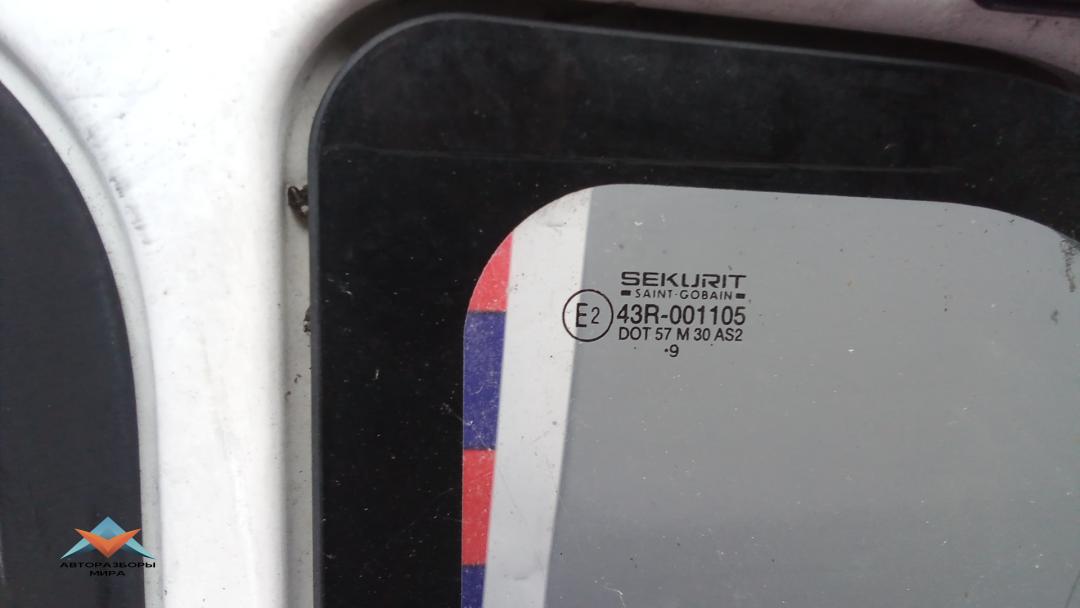 SEKURIT
SAINT-GOBAIN
E2 43R-001105
DOT 57 M 30 AS2
·9
АВТОРАЗБОРЫ
МИРА